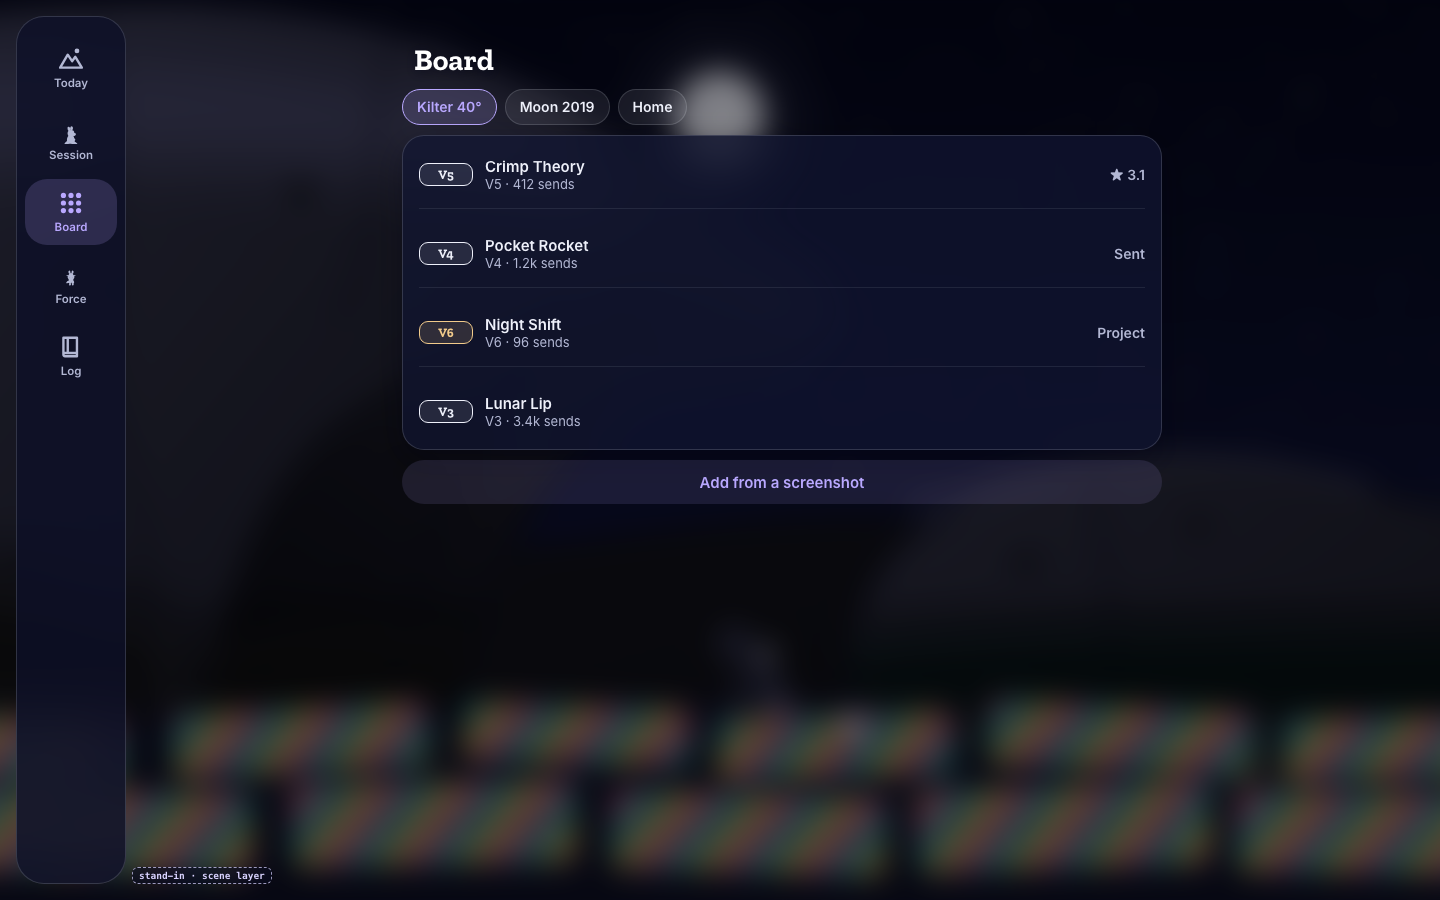 Today
Session
Board
Force
Log
Board
Kilter 40°
Moon 2019
Home
V5
Crimp Theory
V5 · 412 sends
★ 3.1
V4
Pocket Rocket
V4 · 1.2k sends
Sent
V6
Night Shift
V6 · 96 sends
Project
V3
Lunar Lip
V3 · 3.4k sends
Add from a screenshot
stand-in · scene layer